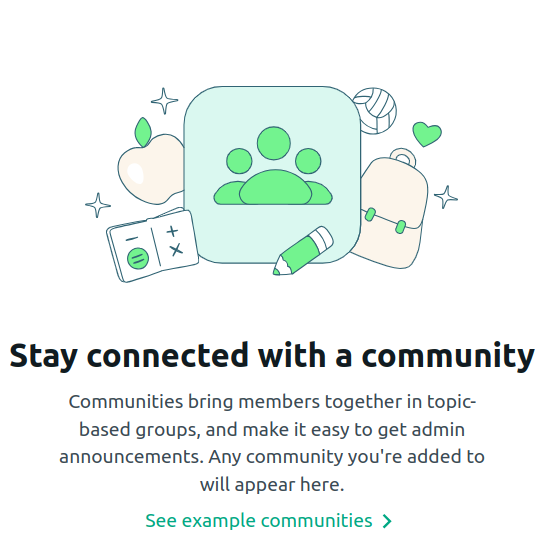 Stay connected with a community
Communities bring members together in topic-
based groups, and make it easy to get admin
announcements. Any community you're added to
will appear here.
See example communities